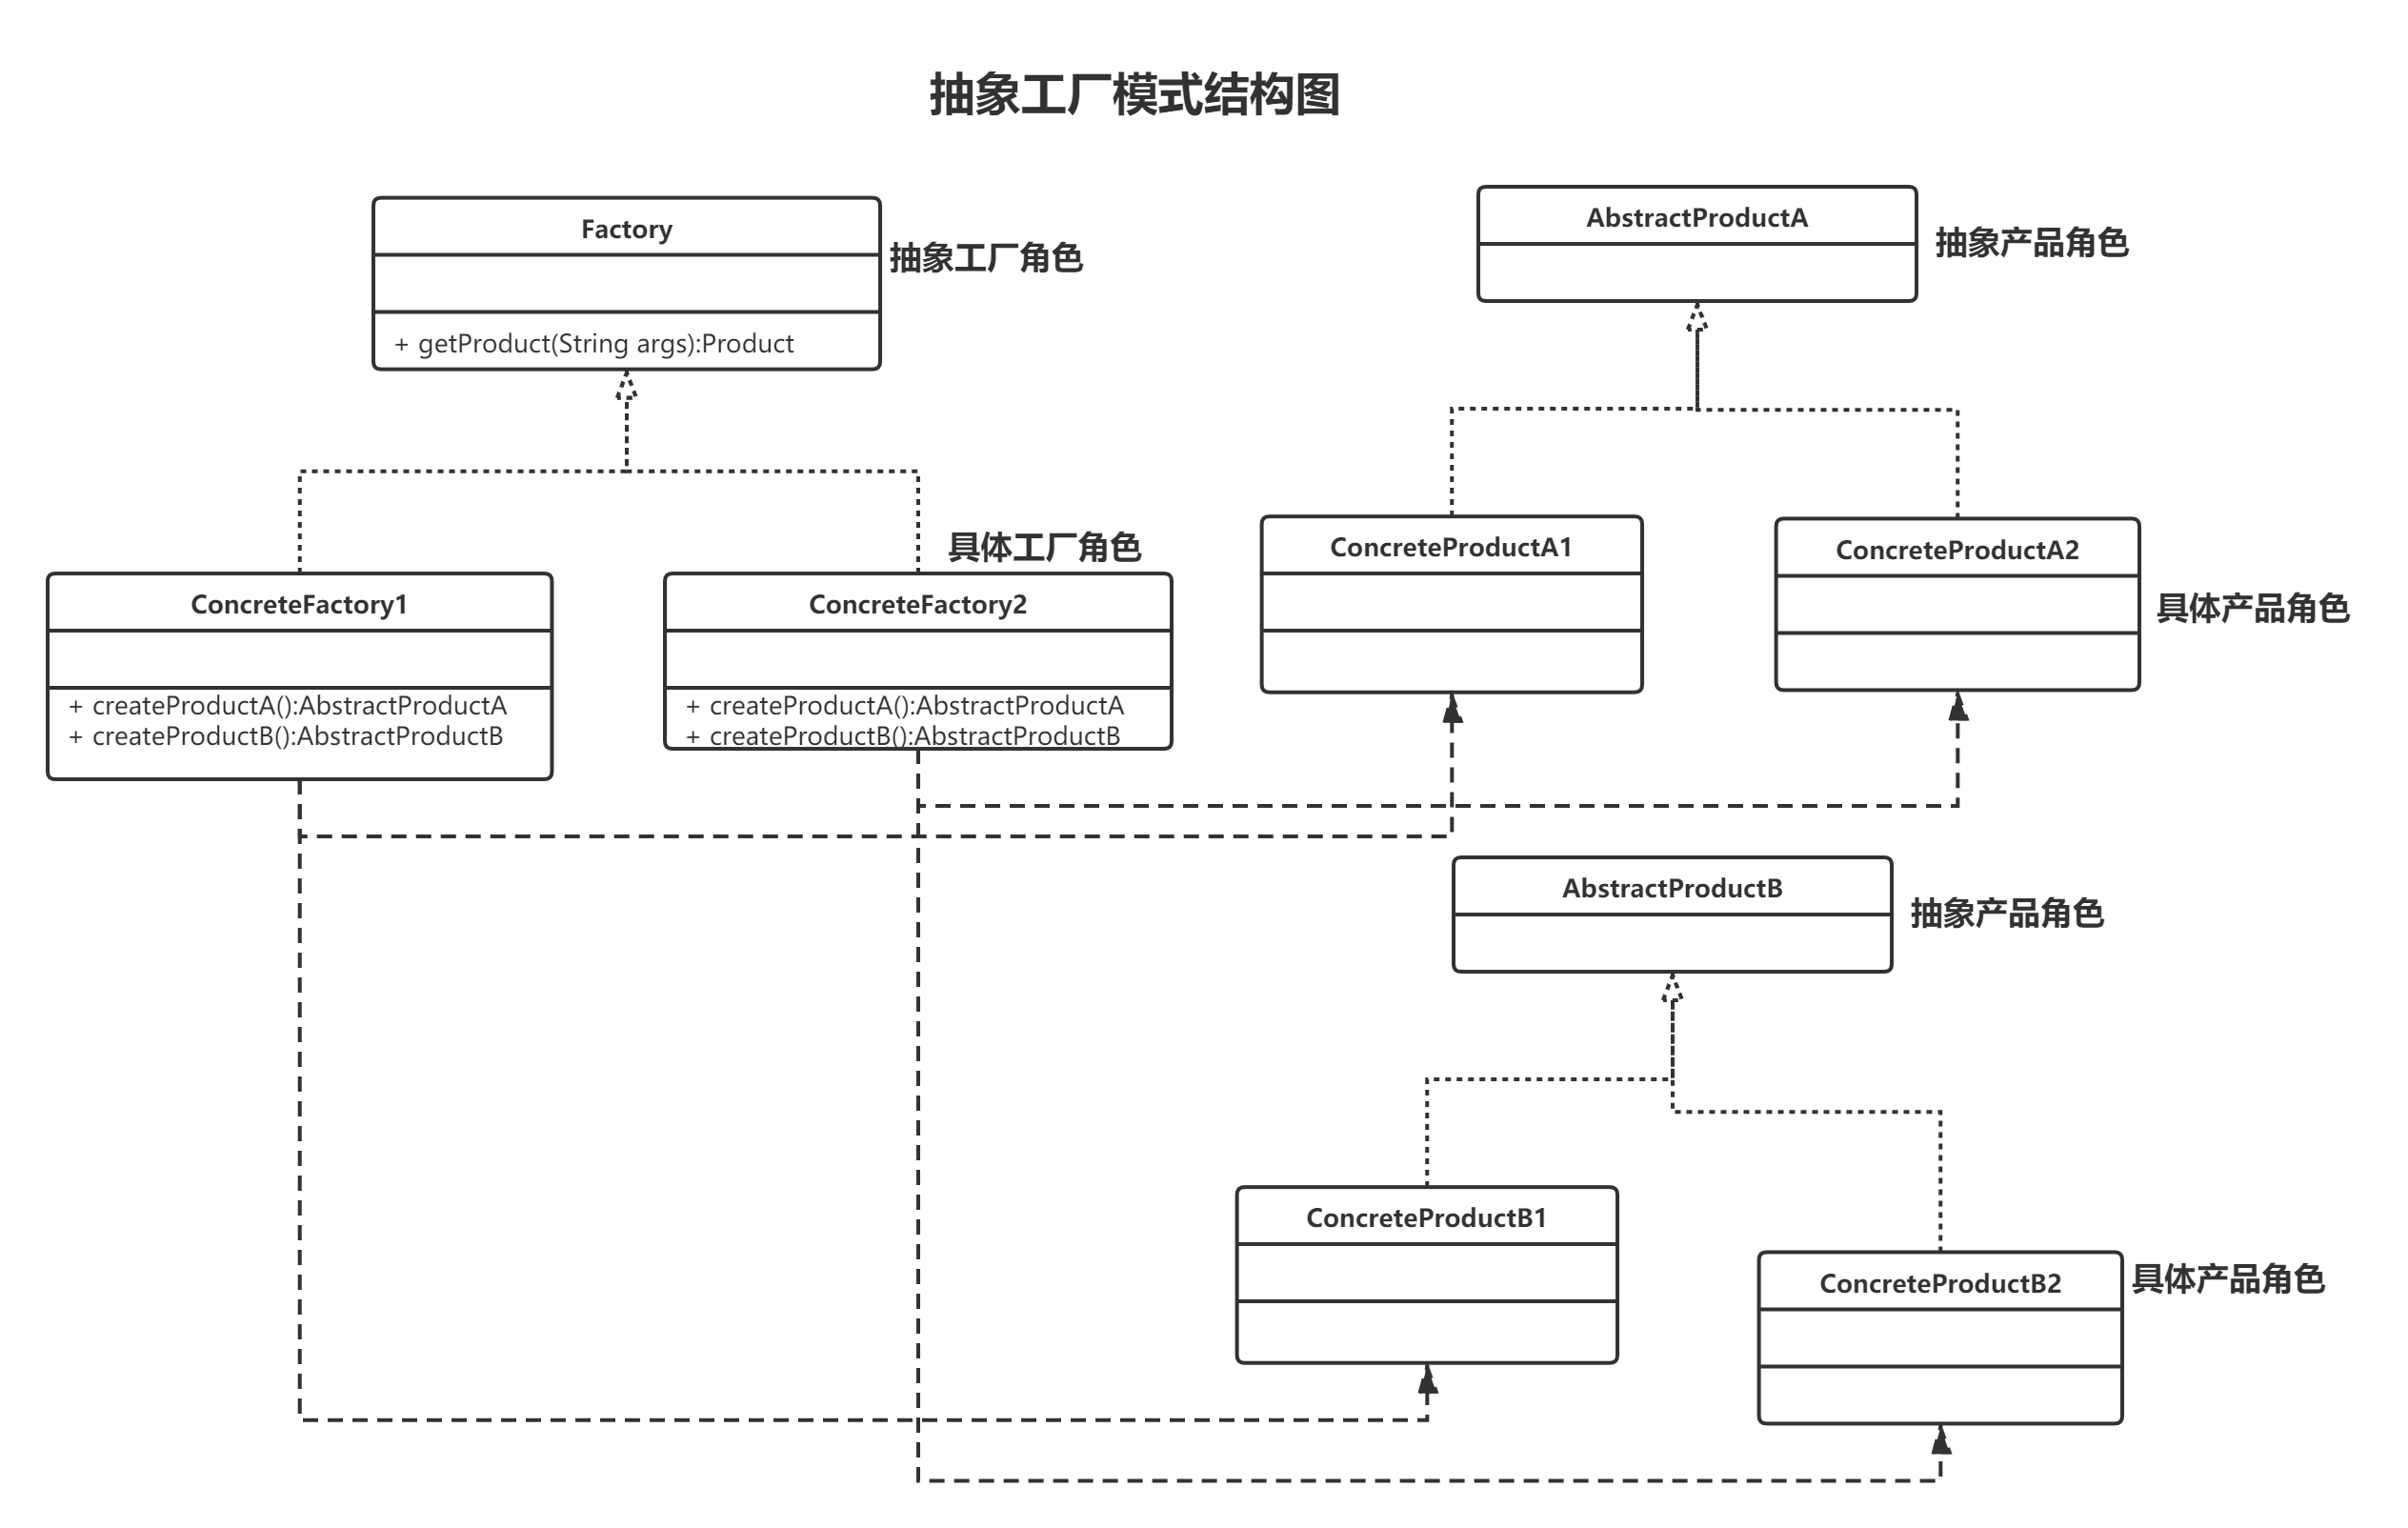 抽象工厂模式结构图
Factory
抽象工厂角色
+ getProduct(String args):Product
AbstractProductA
抽象产品角色
具体工厂角色
ConcreteFactory1
+ createProductA():AbstractProductA
+ createProductB():AbstractProductB
ConcreteFactory2
+ createProductA():AbstractProductA
+ createProductB():AbstractProductB
ConcreteProductA1
ConcreteProductA2
具体产品角色
AbstractProductB
抽象产品角色
ConcreteProductB1
ConcreteProductB2
具体产品角色